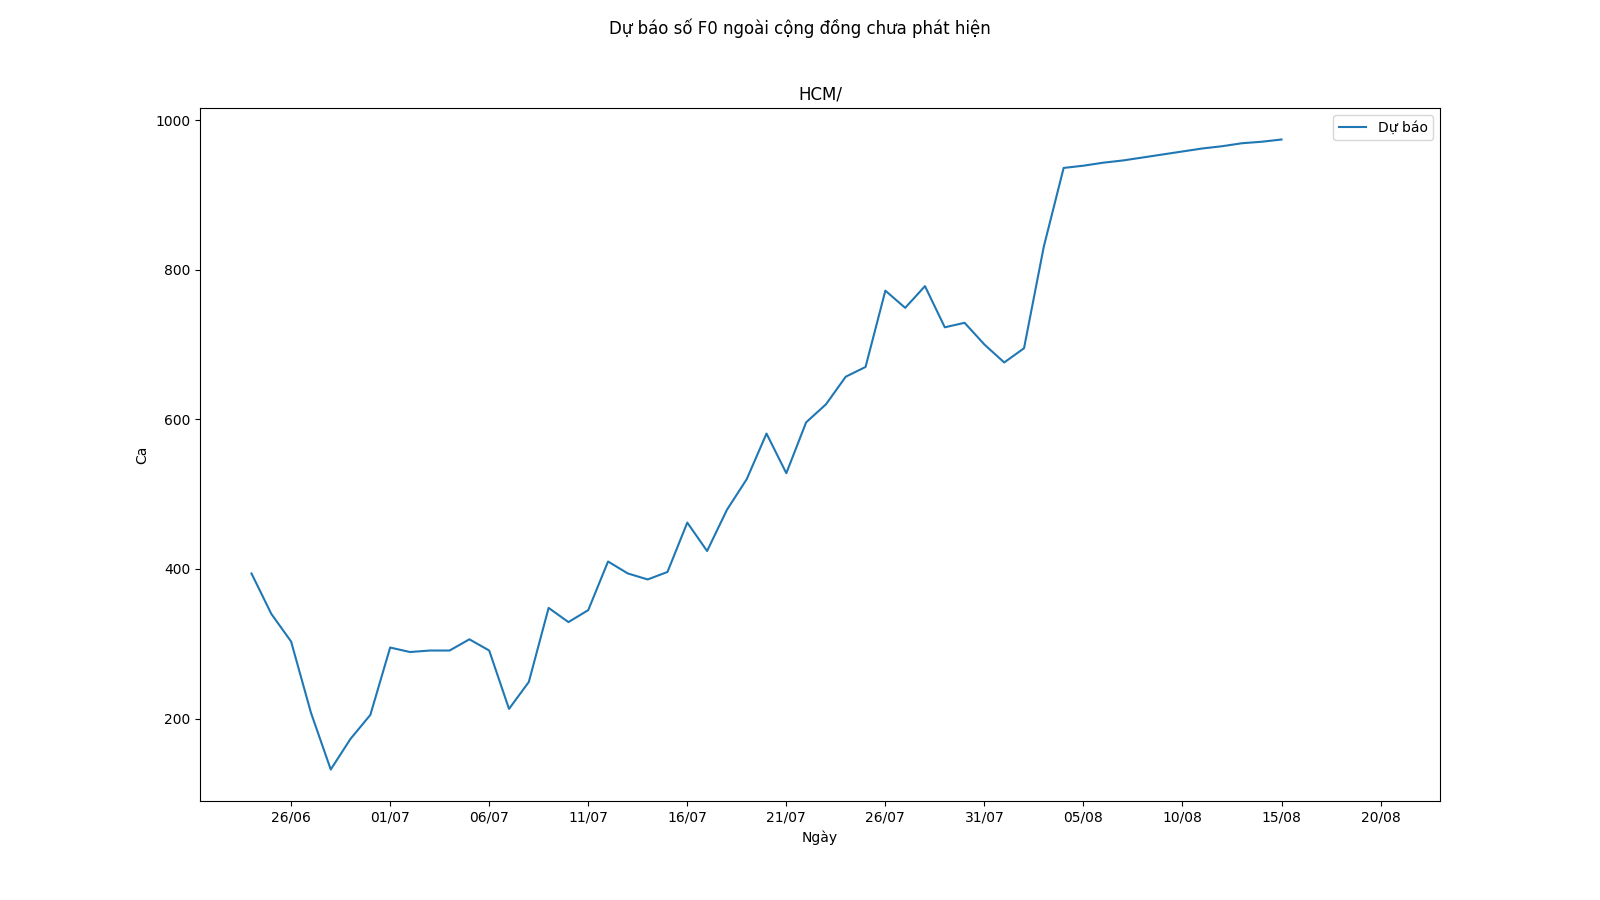 Dự báo số F0 ngoài cộng đồng chưa phát hiện
HCM/
Dự báo
1000
800
600
400
200
Ca
26/06 01/07 06/07 11/07 16/07 21/07 26/07 31/07 05/08 10/08 15/08 20/08
Ngày